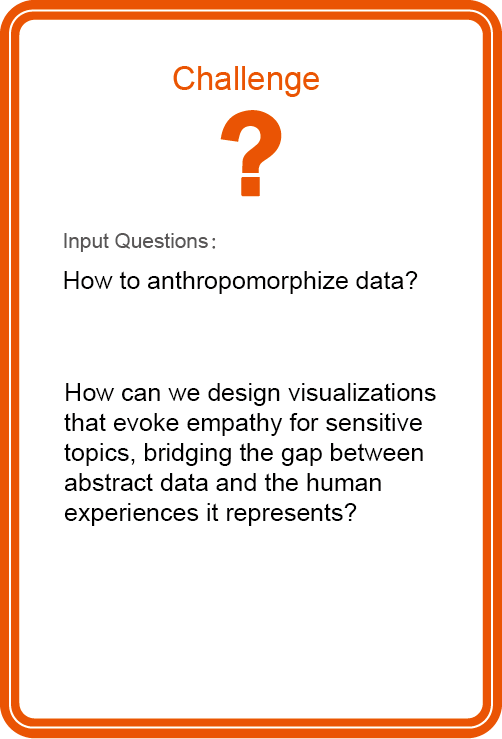 Challenge
?
Input Questions：
How to anthropomorphize data?
How can we design visualizations
that evoke empathy for sensitive
topics, bridging the gap between
abstract data and the human
experiences it represents?